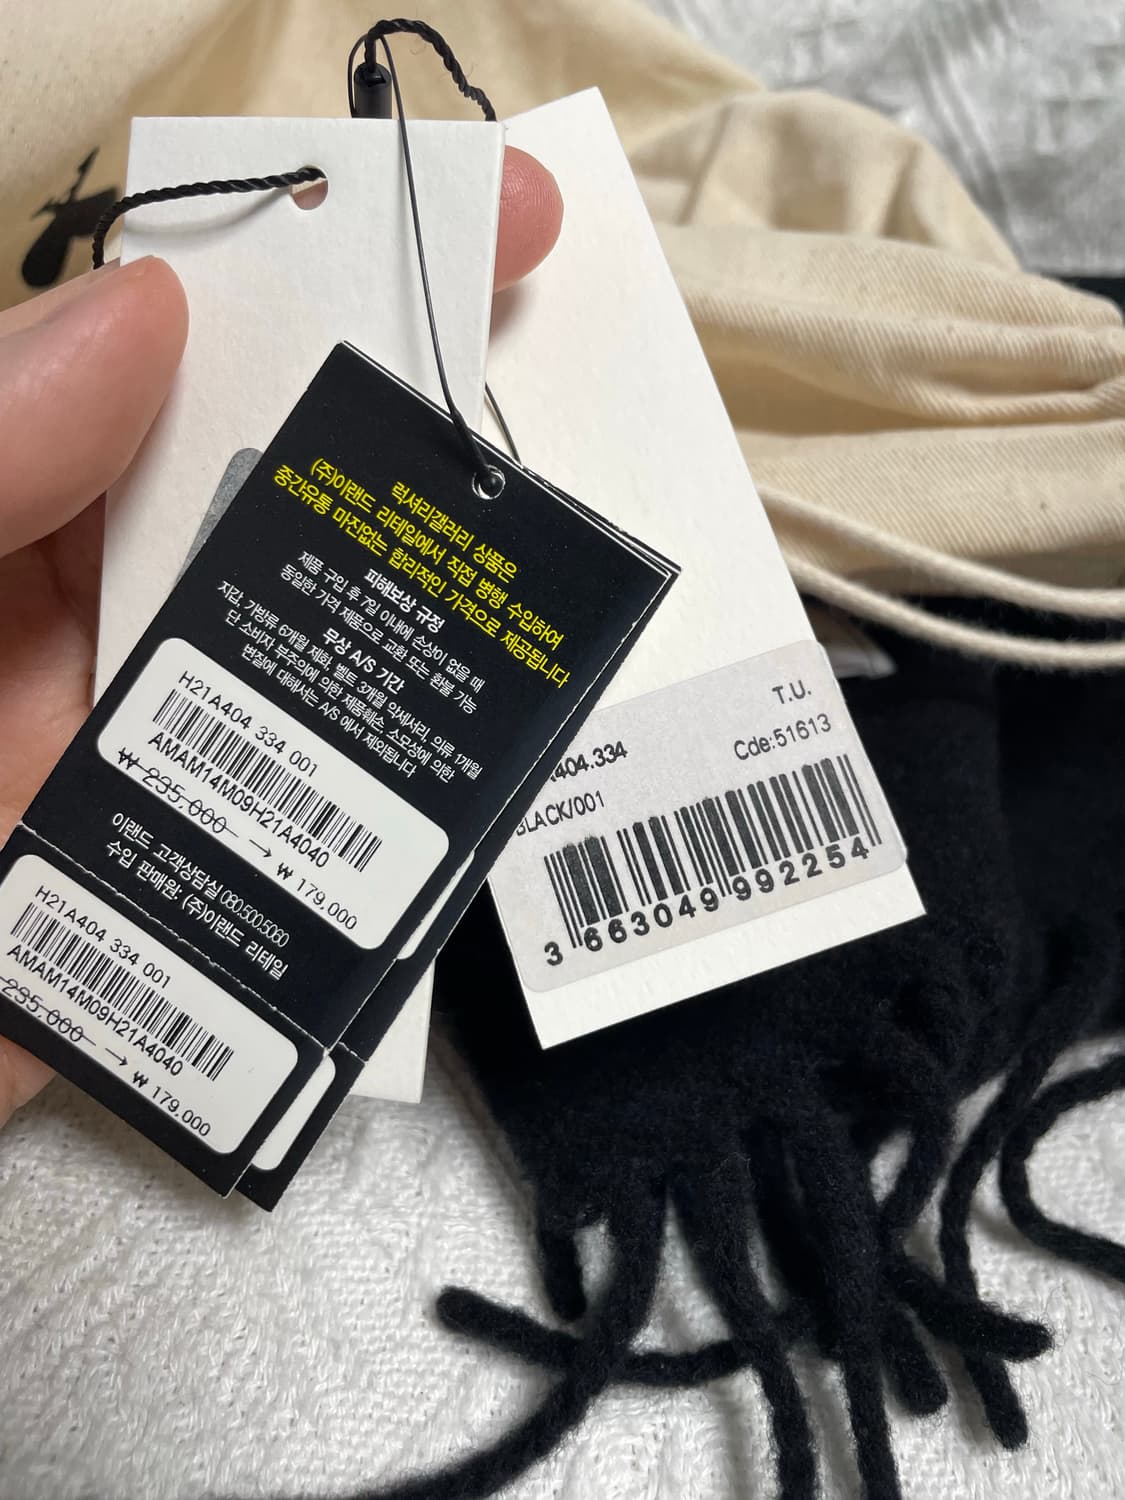 럭셔리갤러리 상품은
(주)이랜드 리테일에서 직접 병행 수입하여
중간유통 마진없는 합리적인 가격으로 제공됩니다
피해보상 규정
제품 구입 후 7일 이내에 손상이 없을 때
동일한 가격 제품으로 교환 또는 환불 가능
무상 A/S 기간
지갑, 가방류 6개월 제화, 벨트 3개월 악세서리, 의류 1개월
단 소비자 부주의에 의한 제품훼손 소모성에 의한
변질에 대해서는 A/S 에서 제외됩니다
H21A404 334 001
AMAM14M09H21A4040
₩ 235,000 → ₩ 179,000
이랜드 고객상담실 080.500.5060
수입 판매원: (주)이랜드 리테일
H21A404 334 001
AMAM14M09H21A4040
235,000 → ₩ 179,000
T.U.
404.334
Cde:51613
BLACK/001
3 663049 992254